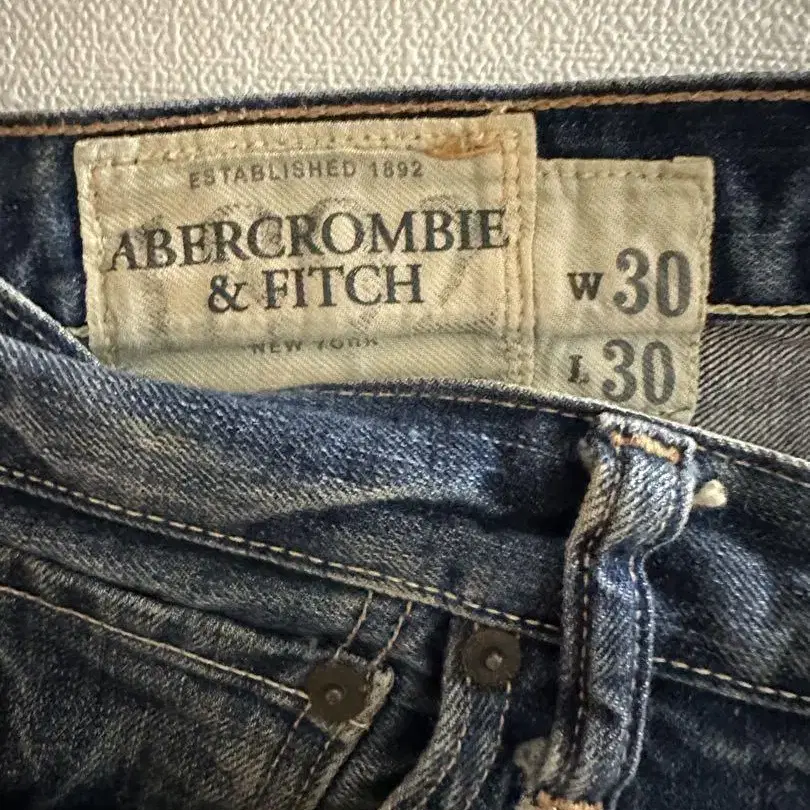 ESTABLISHED 1892
ABERCROMBIE
& FITCH
NEW YORK
W 30
L 30